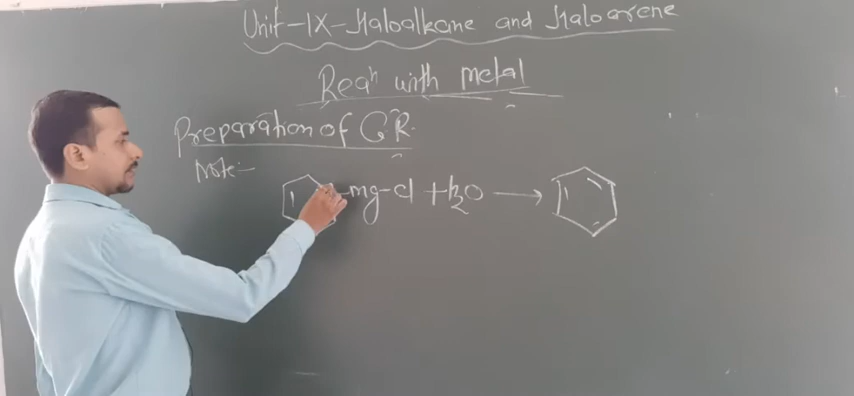 Unit-IX-Haloalkane and Haloarene
Reaⁿ with metal
Preparation of GR.
Note:-
-mg-cl + H₂O ⟶